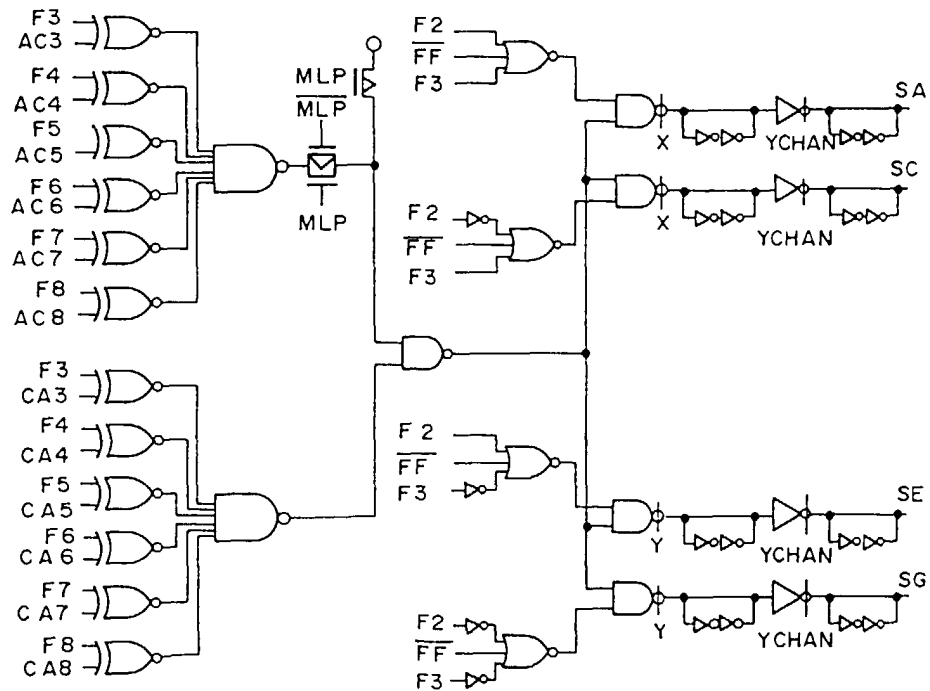 F3
AC3
F4
AC4
F5
AC5
F6
AC6
F7
AC7
F8
AC8
MLP
MLP
MLP
F3
CA3
F4
CA4
F5
CA5
F6
CA6
F7
CA7
F8
CA8
F2
FF
F3
X
YCHAN
SA
F2
FF
F3
X
YCHAN
SC
F2
FF
F3
Y
YCHAN
SE
F2
FF
F3
Y
YCHAN
SG